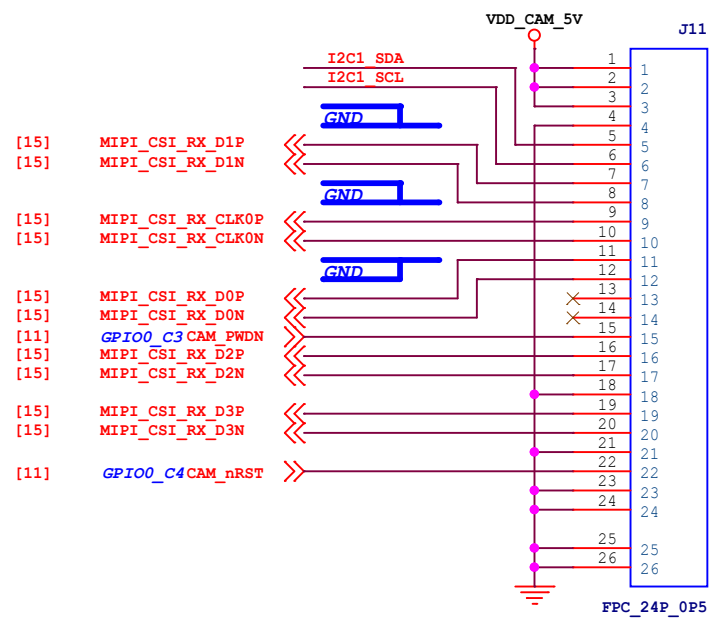 VDD_CAM_5V
J11
I2C1_SDA 1 1
I2C1_SCL 2 2
3 3
GND 4 4
[15] MIPI_CSI_RX_D1P 5 5
[15] MIPI_CSI_RX_D1N 6 6
7 7
GND 8 8
[15] MIPI_CSI_RX_CLK0P 9 9
[15] MIPI_CSI_RX_CLK0N 10 10
11 11
GND 12 12
[15] MIPI_CSI_RX_D0P 13 13
[15] MIPI_CSI_RX_D0N 14 14
[11] GPIO0_C3 CAM_PWDN 15 15
[15] MIPI_CSI_RX_D2P 16 16
[15] MIPI_CSI_RX_D2N 17 17
18 18
[15] MIPI_CSI_RX_D3P 19 19
[15] MIPI_CSI_RX_D3N 20 20
21 21
[11] GPIO0_C4 CAM_nRST 22 22
23 23
24 24
25 25
26 26
FPC_24P_0P5